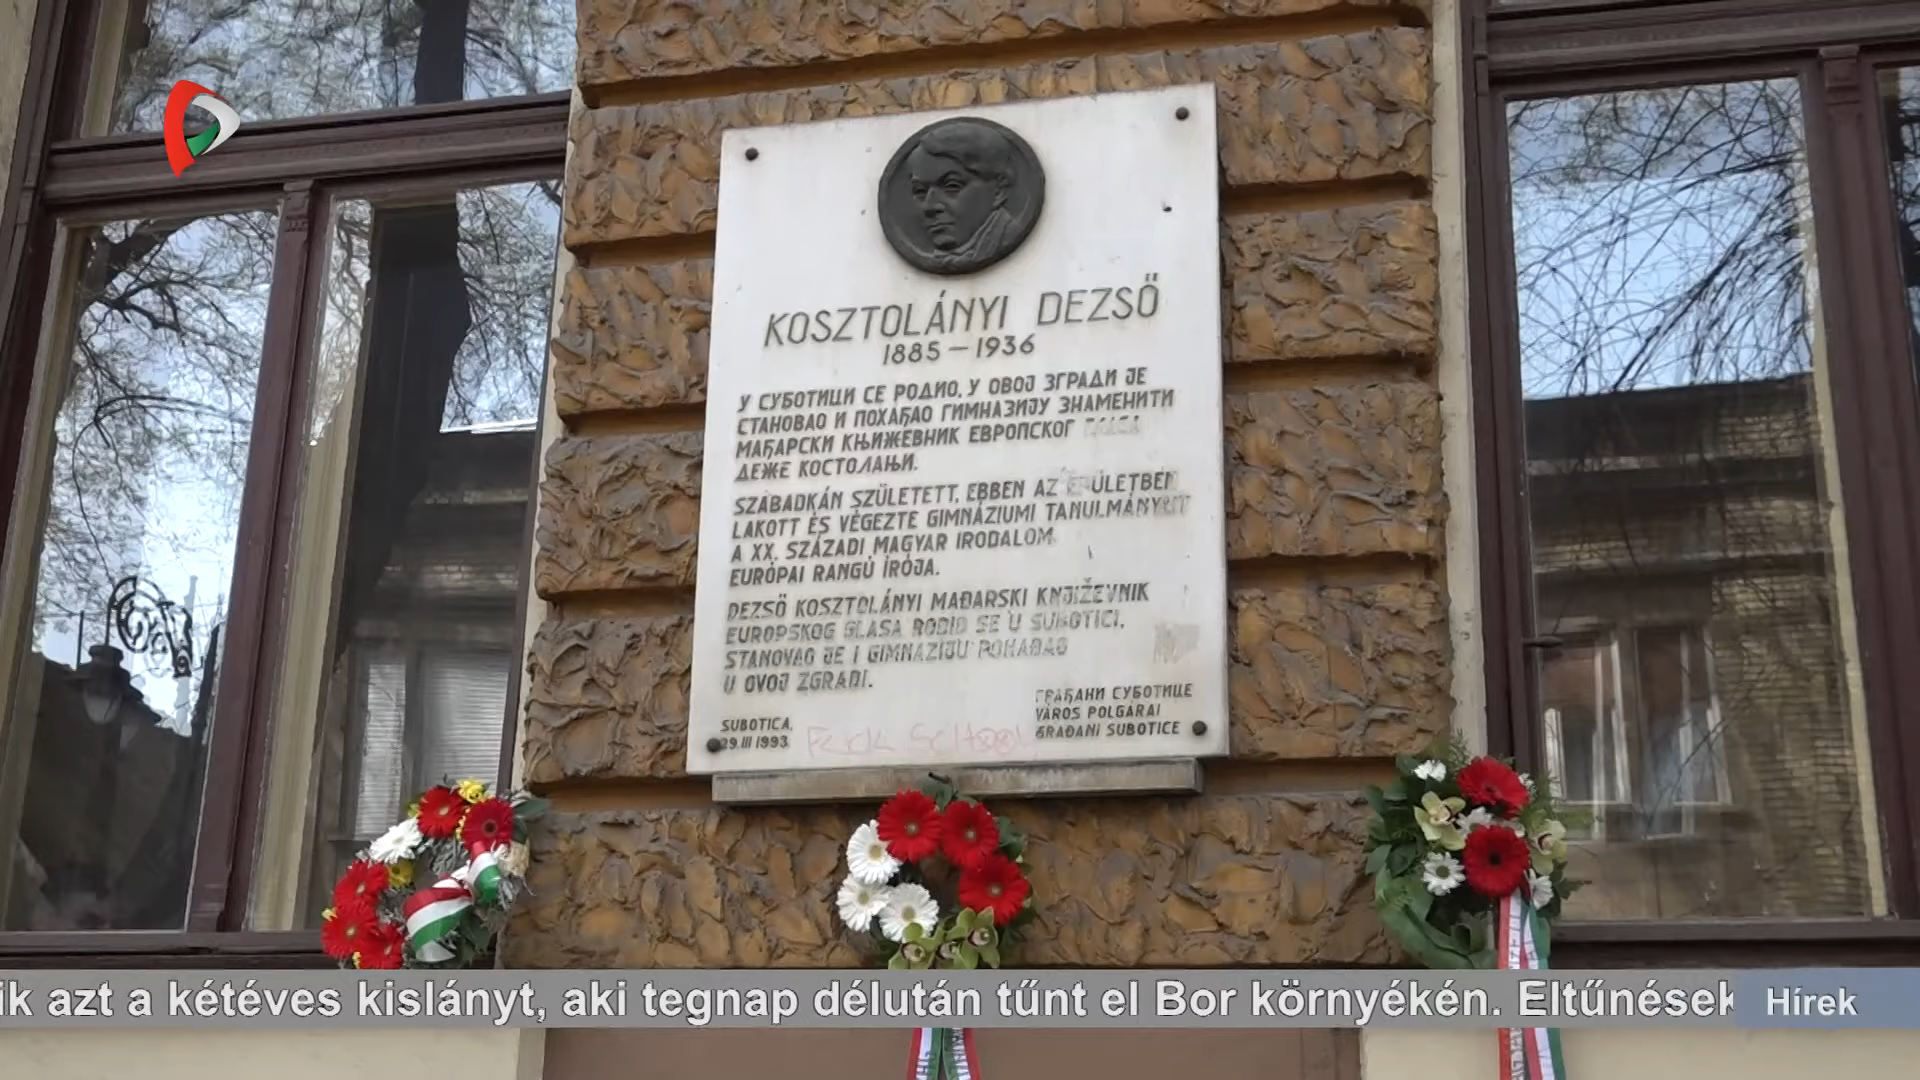 KOSZTOLÁNYI DEZSŐ
1885 – 1936
У СУБОТИЦИ СЕ РОДИО, У ОВОЈ ЗГРАДИ ЈЕ
СТАНОВАО И ПОХАЂАО ГИМНАЗИЈУ ЗНАМЕНИТИ
МАЂАРСКИ КЊИЖЕВНИК ЕВРОПСКОГ
ДЕЖЕ КОСТОЛАЊИ.
SZABADKÁN SZÜLETETT, EBBEN AZ ÉPÜLETBEN
LAKOTT ÉS VÉGEZTE GIMNÁZIUMI TANULMÁNYAIT
A XX. SZÁZADI MAGYAR IRODALOM
EURÓPAI RANGÚ ÍRÓJA.
DEZSŐ KOSZTOLÁNYI MAĐARSKI KNJIŽEVNIK
EUROPSKOG GLASA RODIO SE U SUBOTICI,
STANOVAO JE I GIMNAZIJU POHAĐAO
U OVOJ ZGRADI.
SUBOTICA,
29.III 1993
ГРАЂАНИ СУБОТИЦЕ
VÁROS POLGÁRAI
GRAĐANI SUBOTICE
ik azt a kétéves kislányt, aki tegnap délután tűnt el Bor környékén. Eltűnések
Hírek